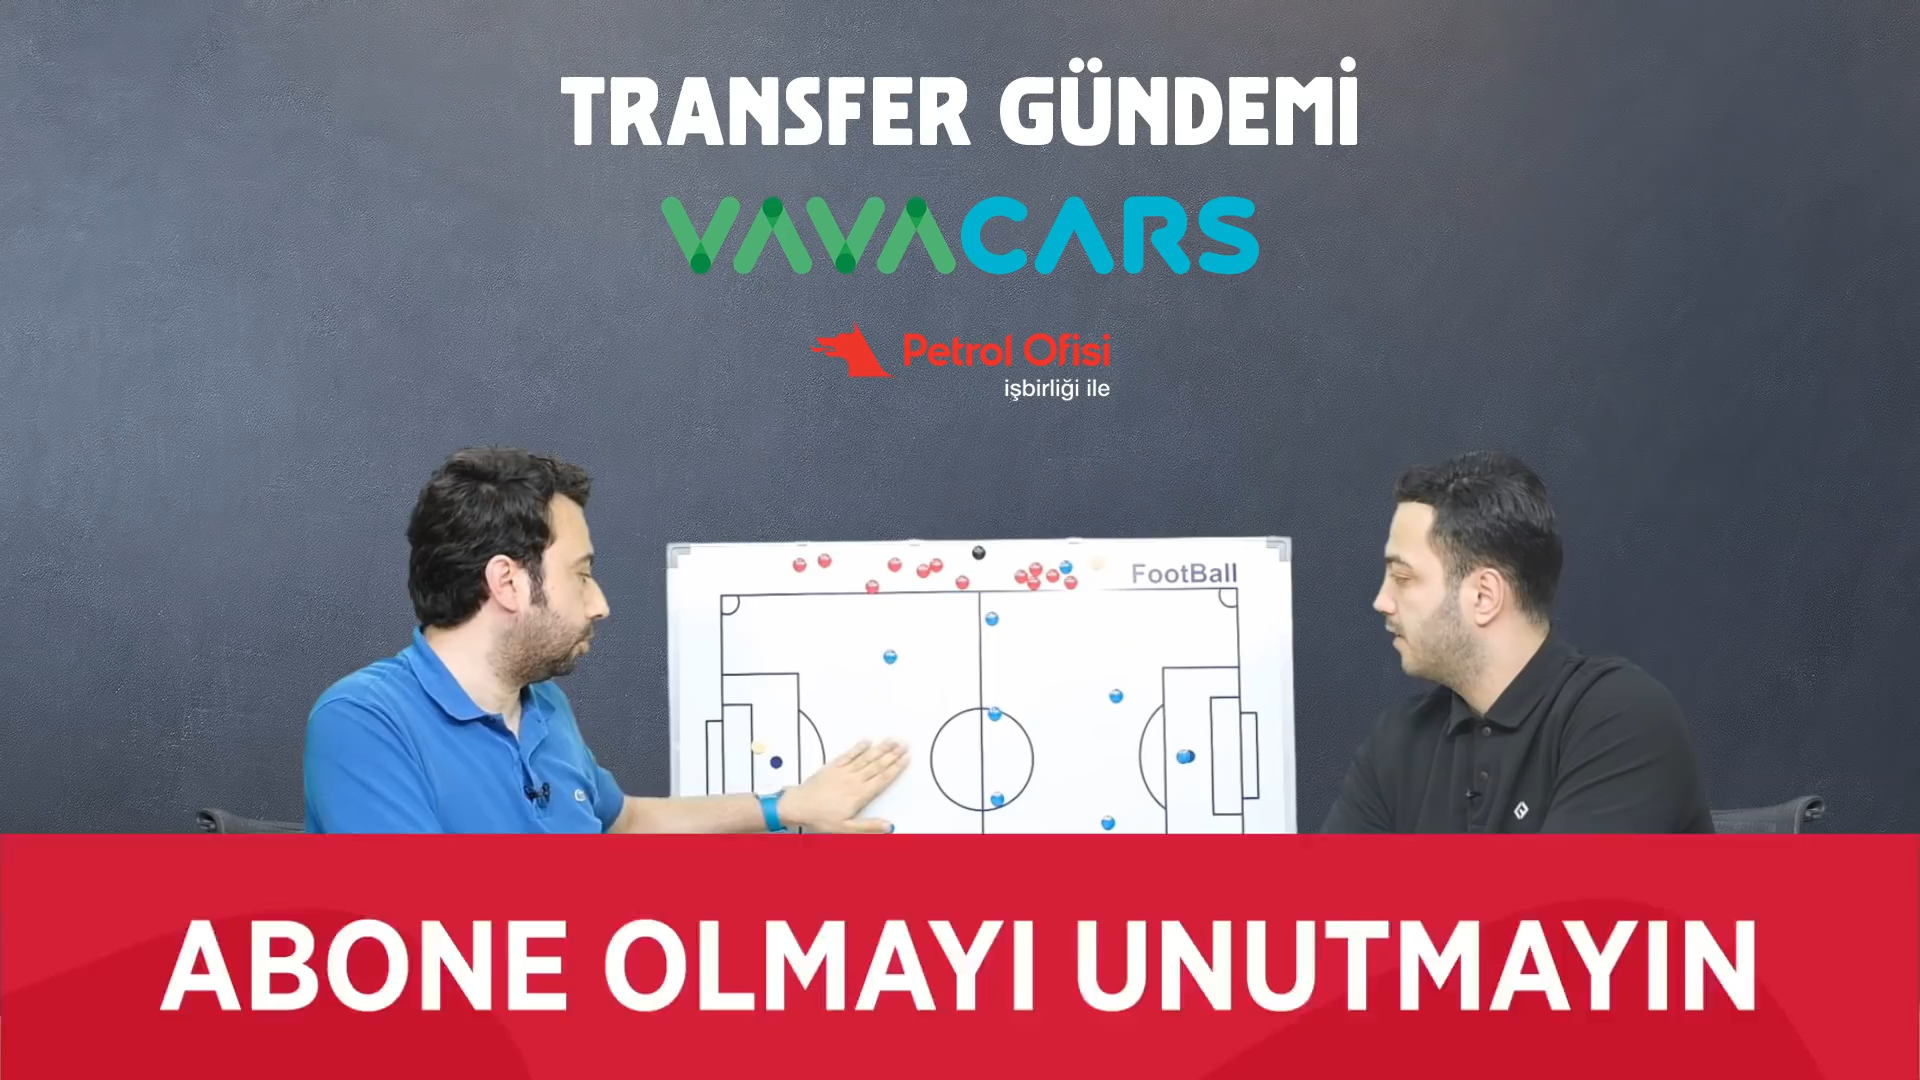 TRANSFER GÜNDEMİ
VAVACARS
Petrol Ofisi
işbirliği ile
FootBall
ABONE OLMAYI UNUTMAYIN